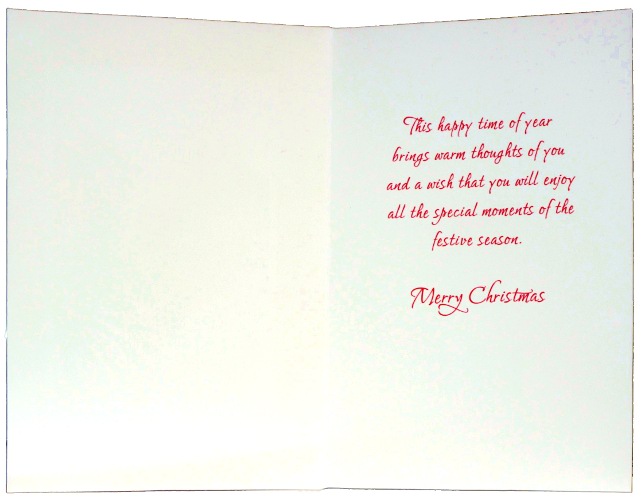 This happy time of year
brings warm thoughts of you
and a wish that you will enjoy
all the special moments of the
festive season.
Merry Christmas